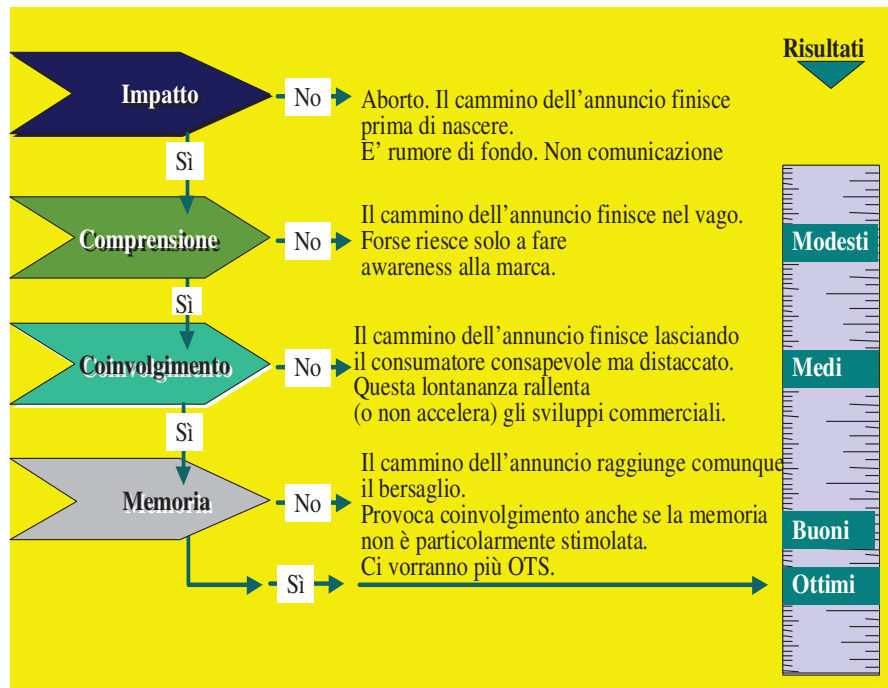 Risultati
Impatto
No
Aborto. Il cammino dell’annuncio finisce
prima di nascere.
E’ rumore di fondo. Non comunicazione
Sì
Comprensione
No
Il cammino dell’annuncio finisce nel vago.
Forse riesce solo a fare
awareness alla marca.
Modesti
Sì
Coinvolgimento
No
Il cammino dell’annuncio finisce lasciando
il consumatore consapevole ma distaccato.
Questa lontananza rallenta
(o non accelera) gli sviluppi commerciali.
Medi
Sì
Memoria
No
Il cammino dell’annuncio raggiunge comunque
il bersaglio.
Provoca coinvolgimento anche se la memoria
non è particolarmente stimolata.
Ci vorranno più OTS.
Buoni
Sì
Ottimi